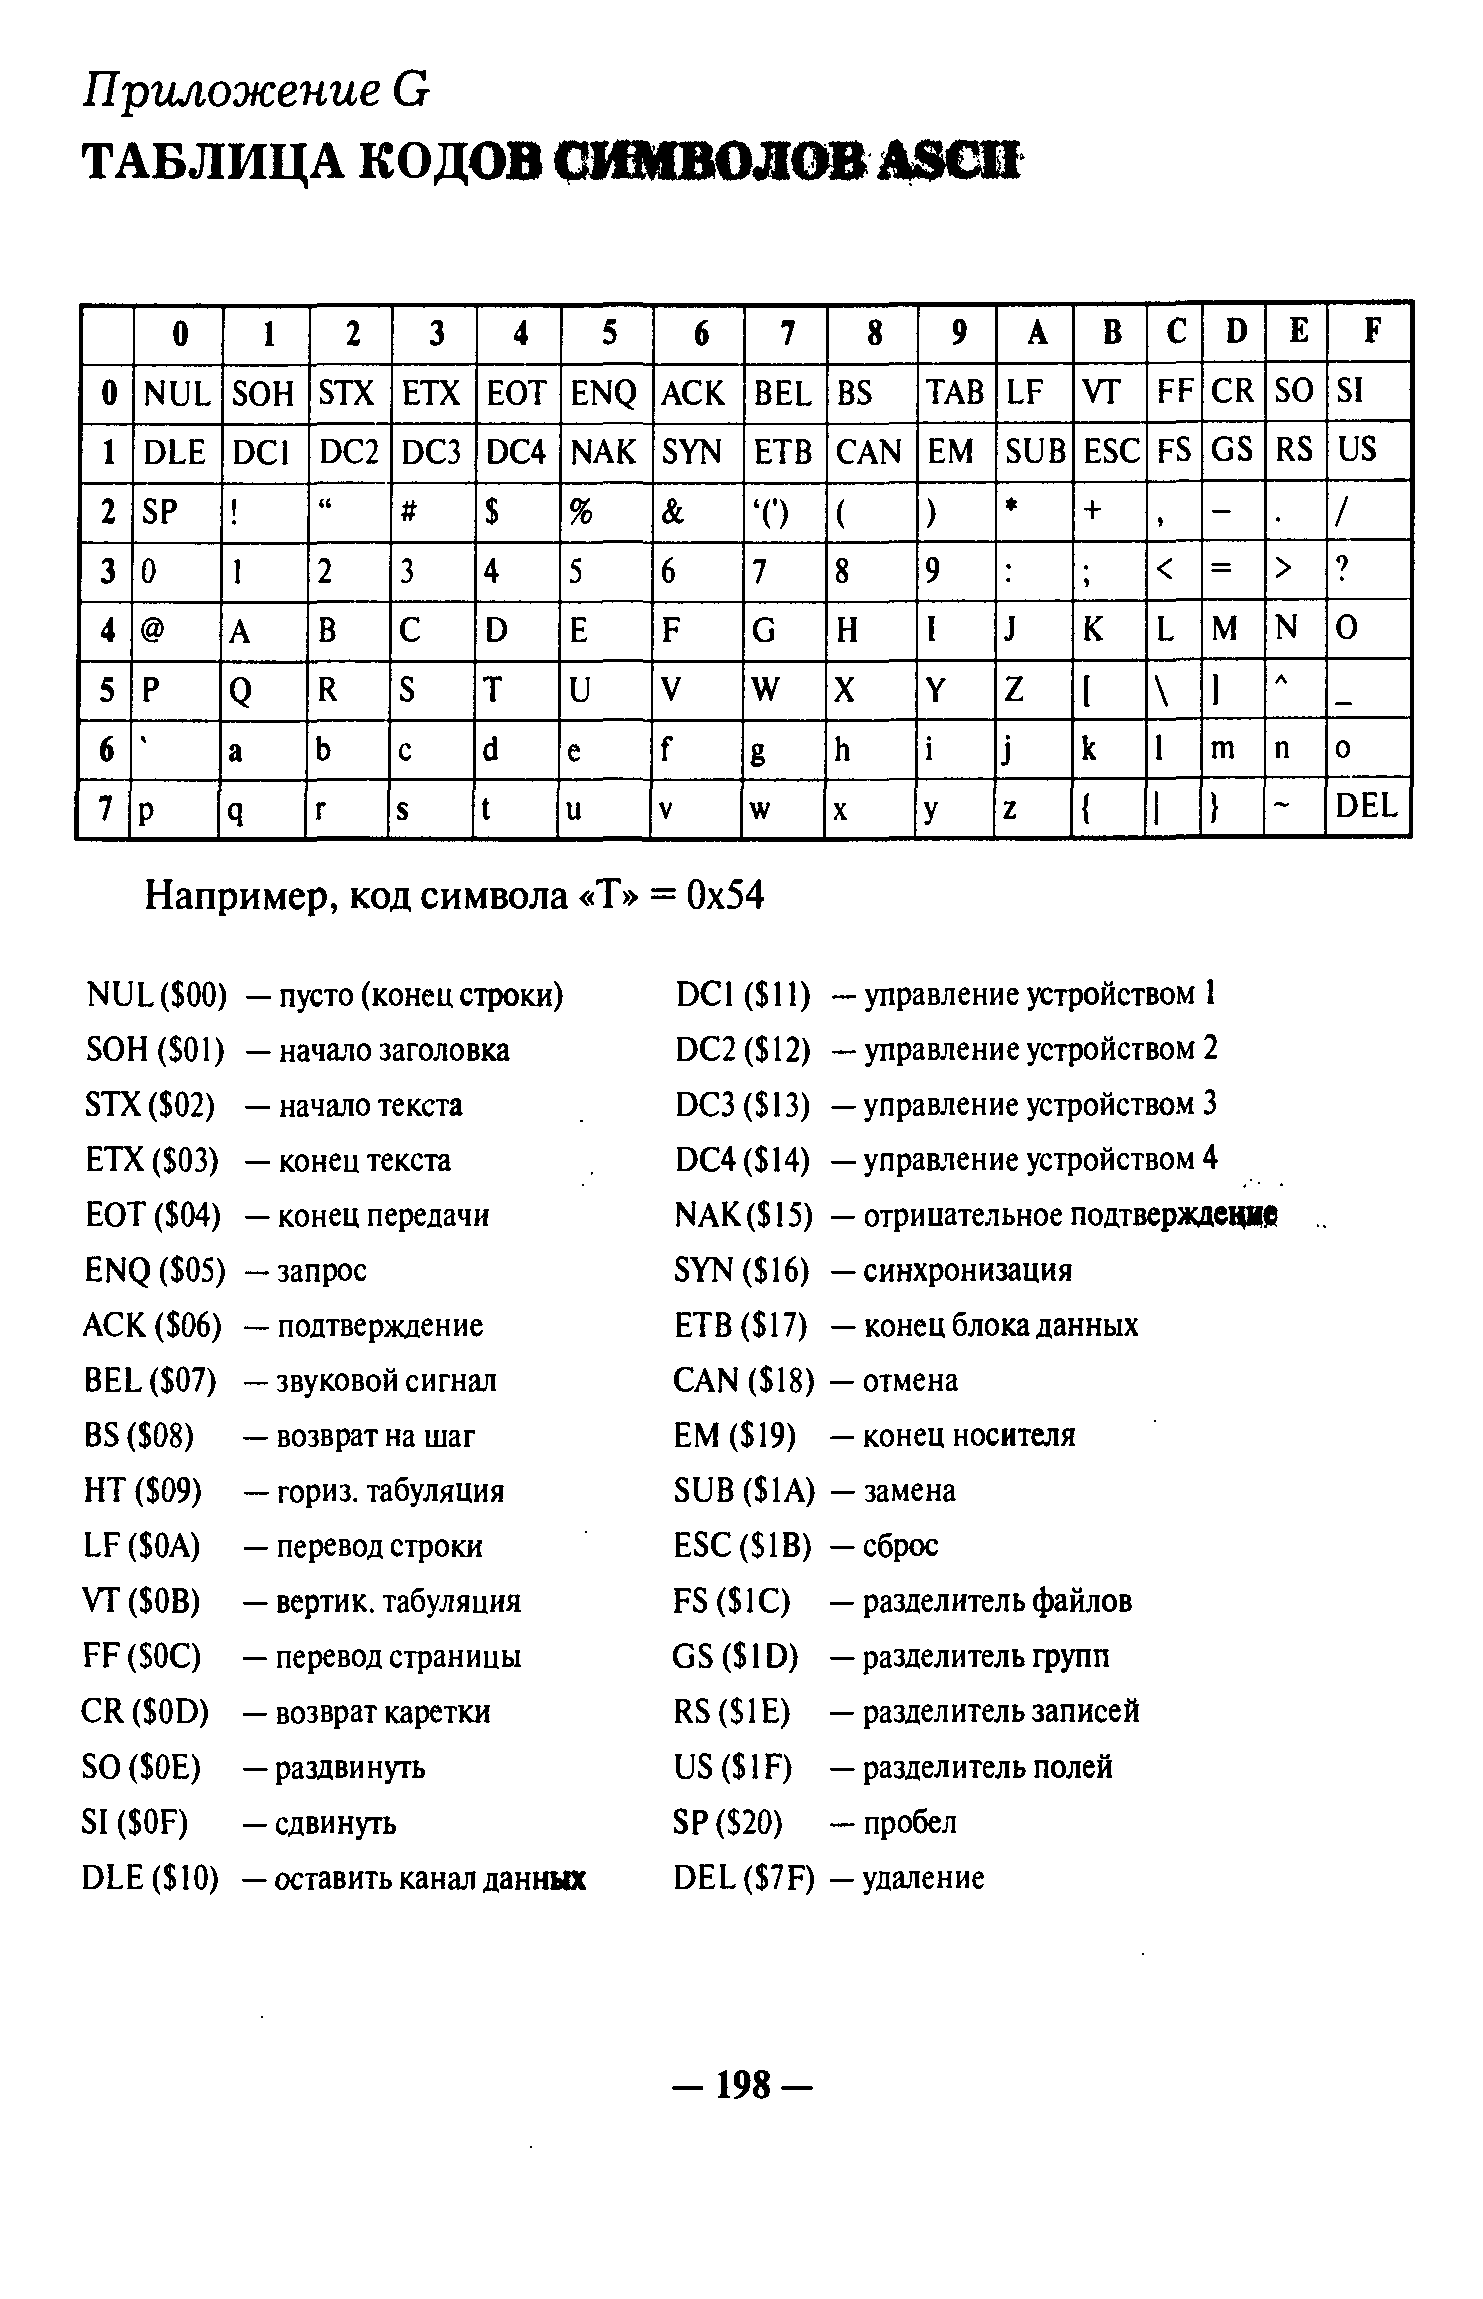 Приложение G
ТАБЛИЦА КОДОВ СИМВОЛОВ ASCII
0 1 2 3 4 5 6 7 8 9 A B C D E F
0 NUL SOH STX ETX EOT ENQ ACK BEL BS TAB LF VT FF CR SO SI
1 DLE DC1 DC2 DC3 DC4 NAK SYN ETB CAN EM SUB ESC FS GS RS US
2 SP ! “ # $ % & ‘(') ( ) * + , – . /
3 0 1 2 3 4 5 6 7 8 9 : ; < = > ?
4 @ A B C D E F G H I J K L M N O
5 P Q R S T U V W X Y Z [ \ ] ^ _
6 ` a b c d e f g h i j k l m n o
7 p q r s t u v w x y z { | } ~ DEL
Например, код символа «T» = 0x54
NUL ($00) — пусто (конец строки)
SOH ($01) — начало заголовка
STX ($02) — начало текста
ETX ($03) — конец текста
EOT ($04) — конец передачи
ENQ ($05) — запрос
ACK ($06) — подтверждение
BEL ($07) — звуковой сигнал
BS ($08) — возврат на шаг
HT ($09) — гориз. табуляция
LF ($0A) — перевод строки
VT ($0B) — вертик. табуляция
FF ($0C) — перевод страницы
CR ($0D) — возврат каретки
SO ($0E) — раздвинуть
SI ($0F) — сдвинуть
DLE ($10) — оставить канал данных
DC1 ($11) — управление устройством 1
DC2 ($12) — управление устройством 2
DC3 ($13) — управление устройством 3
DC4 ($14) — управление устройством 4
NAK ($15) — отрицательное подтверждение
SYN ($16) — синхронизация
ETB ($17) — конец блока данных
CAN ($18) — отмена
EM ($19) — конец носителя
SUB ($1A) — замена
ESC ($1B) — сброс
FS ($1C) — разделитель файлов
GS ($1D) — разделитель групп
RS ($1E) — разделитель записей
US ($1F) — разделитель полей
SP ($20) — пробел
DEL ($7F) — удаление
— 198 —